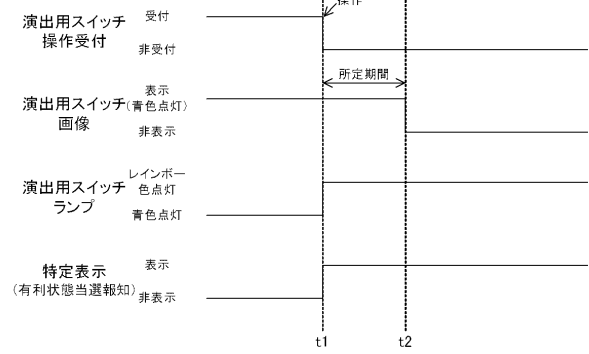 操作
演出用スイッチ
操作受付
受付
非受付
所定期間
演出用スイッチ
画像
表示
(青色点灯)
非表示
演出用スイッチ
ランプ
レインボー
色点灯
青色点灯
特定表示
(有利状態当選報知)
表示
非表示
t1
t2